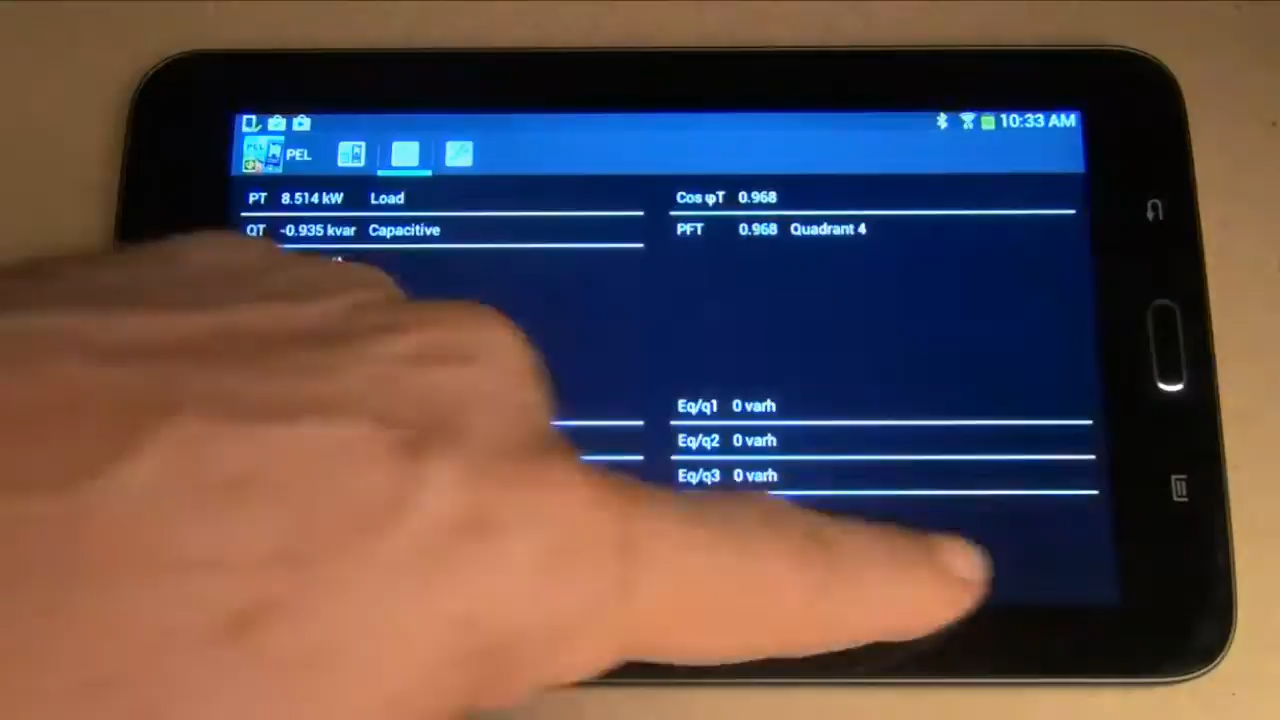 10:33 AM
PEL
PT 8.514 kW Load
Cos φT 0.968
QT -0.935 kvar Capacitive
PFT 0.968 Quadrant 4
Eq/q1 0 varh
Eq/q2 0 varh
Eq/q3 0 varh